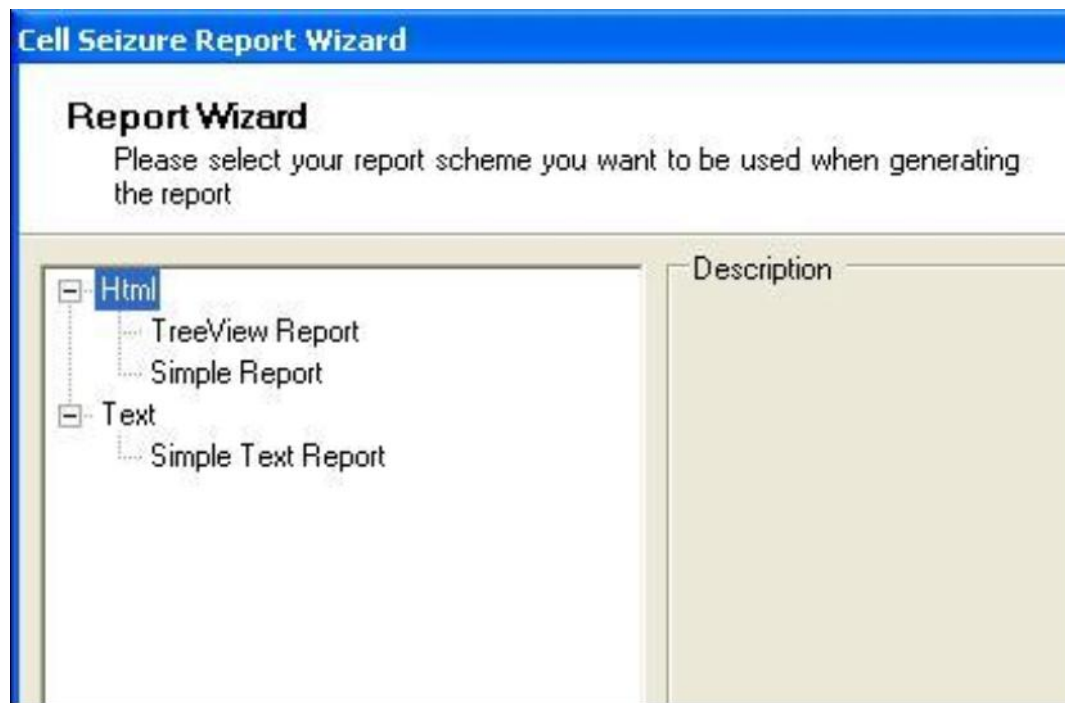 Cell Seizure Report Wizard
Report Wizard
Please select your report scheme you want to be used when generating
the report
Html
TreeView Report
Simple Report
Text
Simple Text Report
Description